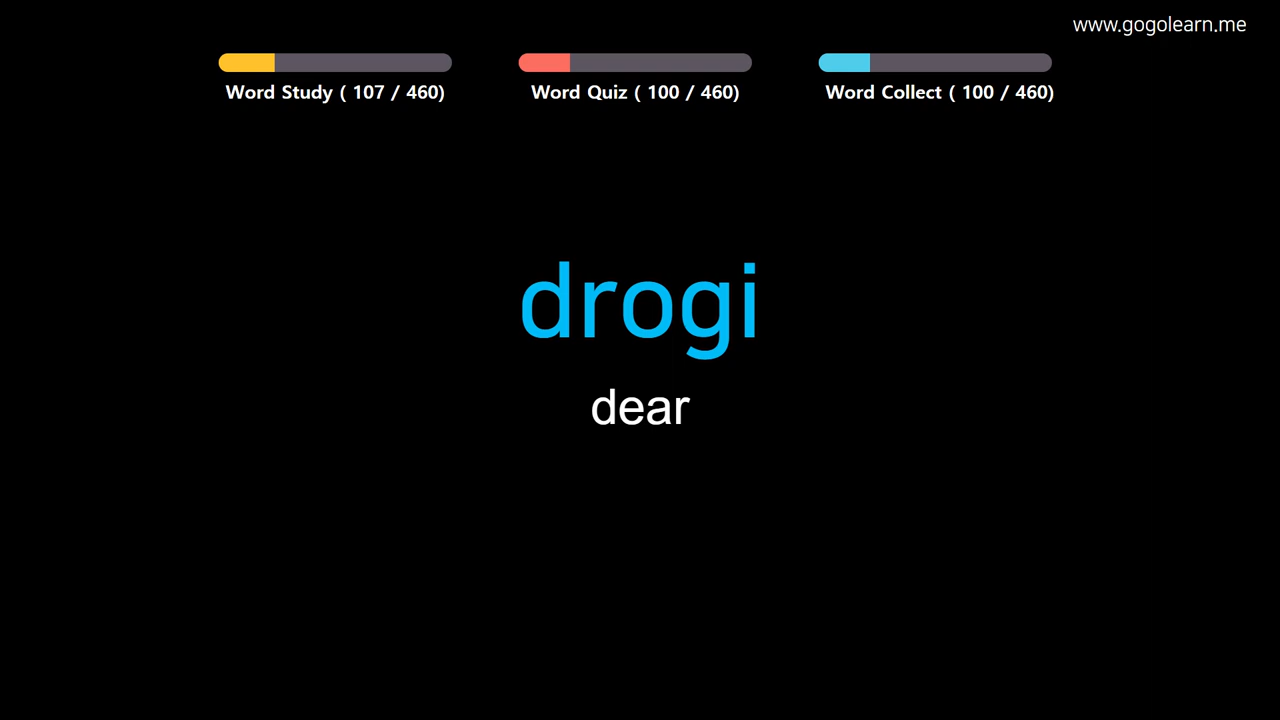 www.gogolearn.me
Word Study ( 107 / 460)
Word Quiz ( 100 / 460)
Word Collect ( 100 / 460)
drogi
dear